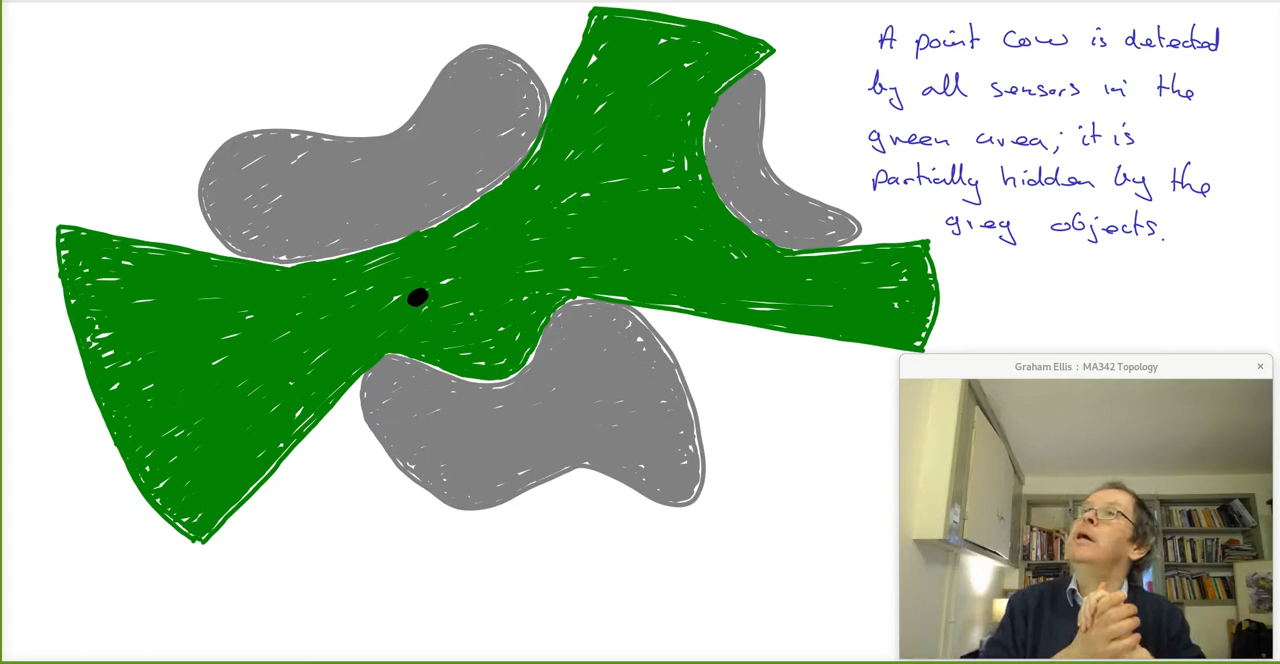 A point cow is detected
by all sensors in the
green area; it is
partially hidden by the
grey objects.
Graham Ellis : MA342 Topology